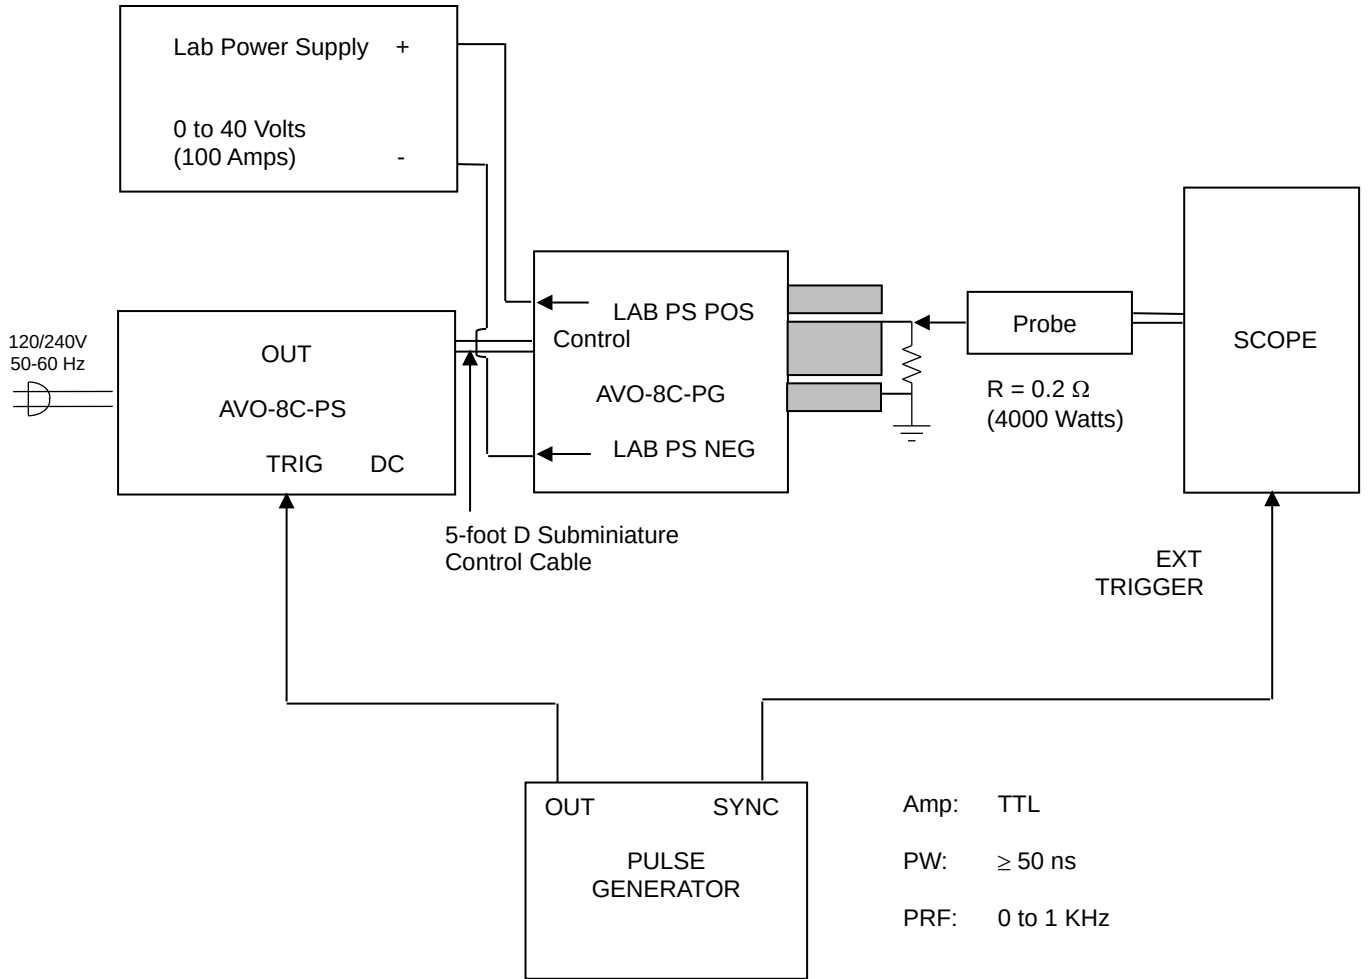 Lab Power Supply +
0 to 40 Volts
(100 Amps) -
120/240V
50-60 Hz
OUT
AVO-8C-PS
TRIG DC
LAB PS POS
Control
AVO-8C-PG
LAB PS NEG
Probe
R = 0.2 Ω
(4000 Watts)
SCOPE
5-foot D Subminiature
Control Cable
EXT
TRIGGER
OUT SYNC
PULSE
GENERATOR
Amp: TTL
PW: ≥ 50 ns
PRF: 0 to 1 KHz